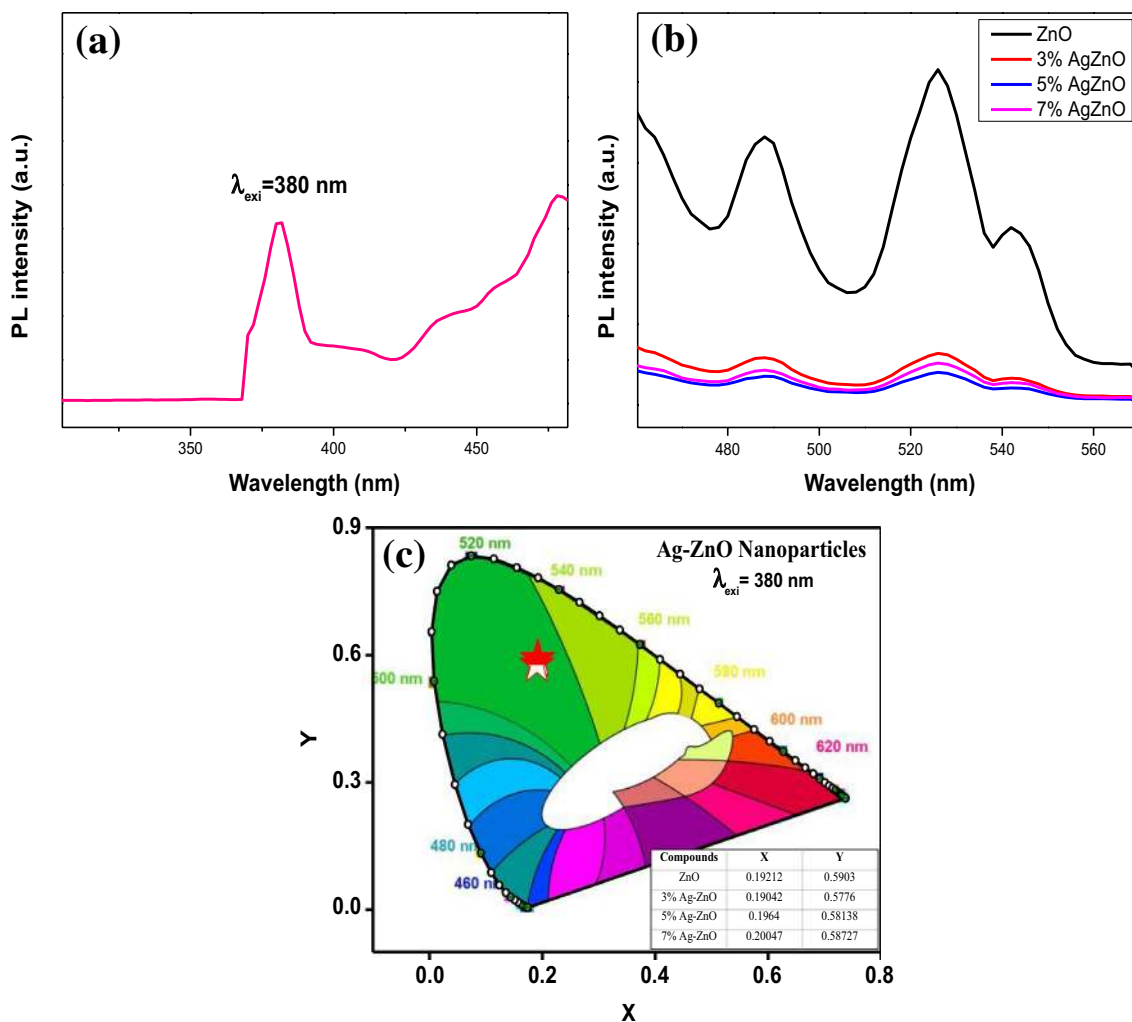 (a)
PL intensity (a.u.)
λexi=380 nm
350 400 450
Wavelength (nm)
(b)
ZnO
3% AgZnO
5% AgZnO
7% AgZnO
PL intensity (a.u.)
480 500 520 540 560
Wavelength (nm)
(c)
Ag-ZnO Nanoparticles
λexi= 380 nm
0.9
0.6
0.3
0.0
Y
520 nm
540 nm
560 nm
580 nm
600 nm
620 nm
500 nm
480 nm
460 nm
Compounds X Y
ZnO 0.19212 0.5903
3% Ag-ZnO 0.19042 0.5776
5% Ag-ZnO 0.1964 0.58138
7% Ag-ZnO 0.20047 0.58727
0.0 0.2 0.4 0.6 0.8
X